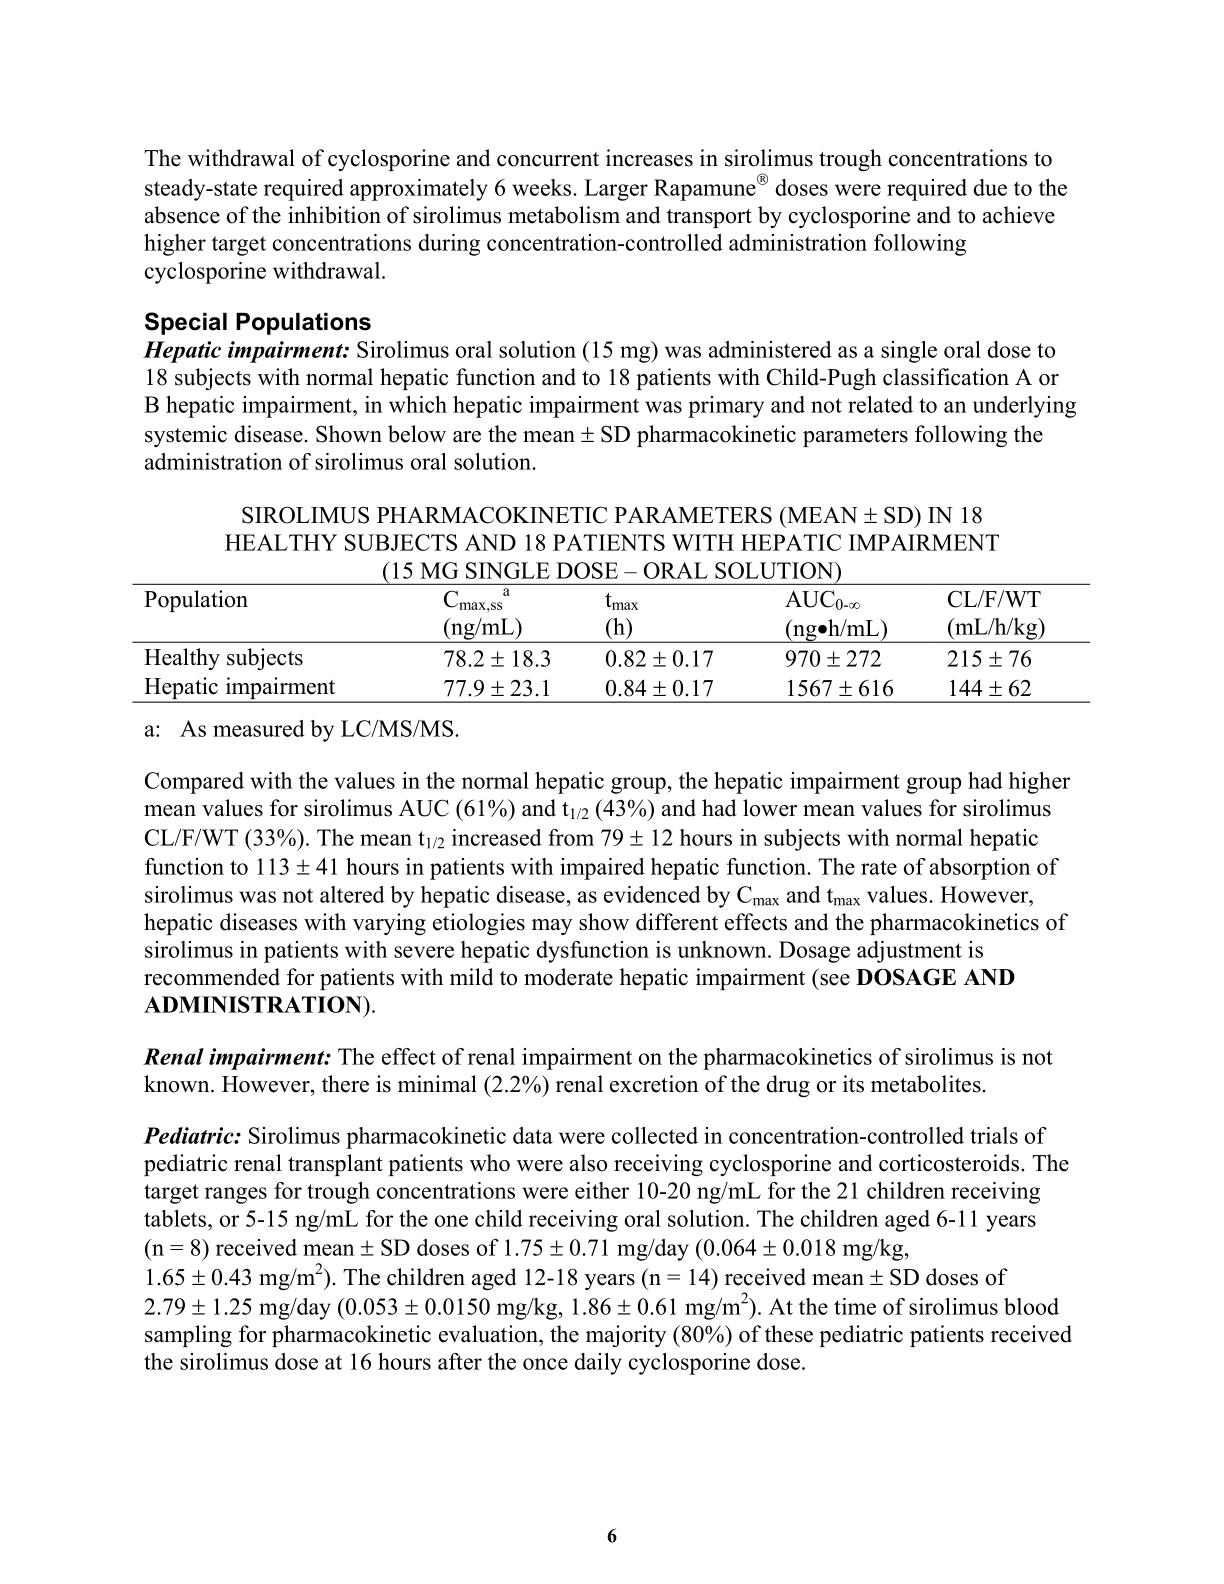 The withdrawal of cyclosporine and concurrent increases in sirolimus trough concentrations to
steady-state required approximately 6 weeks. Larger Rapamune® doses were required due to the
absence of the inhibition of sirolimus metabolism and transport by cyclosporine and to achieve
higher target concentrations during concentration-controlled administration following
cyclosporine withdrawal.
Special Populations
Hepatic impairment: Sirolimus oral solution (15 mg) was administered as a single oral dose to
18 subjects with normal hepatic function and to 18 patients with Child-Pugh classification A or
B hepatic impairment, in which hepatic impairment was primary and not related to an underlying
systemic disease. Shown below are the mean ± SD pharmacokinetic parameters following the
administration of sirolimus oral solution.
SIROLIMUS PHARMACOKINETIC PARAMETERS (MEAN ± SD) IN 18
HEALTHY SUBJECTS AND 18 PATIENTS WITH HEPATIC IMPAIRMENT
(15 MG SINGLE DOSE – ORAL SOLUTION)
Population Cmax,ss a tmax AUC0-∞ CL/F/WT
(ng/mL) (h) (ng•h/mL) (mL/h/kg)
Healthy subjects 78.2 ± 18.3 0.82 ± 0.17 970 ± 272 215 ± 76
Hepatic impairment 77.9 ± 23.1 0.84 ± 0.17 1567 ± 616 144 ± 62
a: As measured by LC/MS/MS.
Compared with the values in the normal hepatic group, the hepatic impairment group had higher
mean values for sirolimus AUC (61%) and t1/2 (43%) and had lower mean values for sirolimus
CL/F/WT (33%). The mean t1/2 increased from 79 ± 12 hours in subjects with normal hepatic
function to 113 ± 41 hours in patients with impaired hepatic function. The rate of absorption of
sirolimus was not altered by hepatic disease, as evidenced by Cmax and tmax values. However,
hepatic diseases with varying etiologies may show different effects and the pharmacokinetics of
sirolimus in patients with severe hepatic dysfunction is unknown. Dosage adjustment is
recommended for patients with mild to moderate hepatic impairment (see DOSAGE AND
ADMINISTRATION).
Renal impairment: The effect of renal impairment on the pharmacokinetics of sirolimus is not
known. However, there is minimal (2.2%) renal excretion of the drug or its metabolites.
Pediatric: Sirolimus pharmacokinetic data were collected in concentration-controlled trials of
pediatric renal transplant patients who were also receiving cyclosporine and corticosteroids. The
target ranges for trough concentrations were either 10-20 ng/mL for the 21 children receiving
tablets, or 5-15 ng/mL for the one child receiving oral solution. The children aged 6-11 years
(n = 8) received mean ± SD doses of 1.75 ± 0.71 mg/day (0.064 ± 0.018 mg/kg,
1.65 ± 0.43 mg/m²). The children aged 12-18 years (n = 14) received mean ± SD doses of
2.79 ± 1.25 mg/day (0.053 ± 0.0150 mg/kg, 1.86 ± 0.61 mg/m²). At the time of sirolimus blood
sampling for pharmacokinetic evaluation, the majority (80%) of these pediatric patients received
the sirolimus dose at 16 hours after the once daily cyclosporine dose.
6